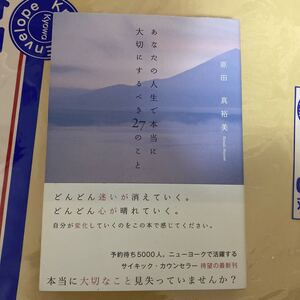 あなたの人生で本当に
大切にするべき27のこと
原田 真裕美
どんどん迷いが消えていく。
どんどん心が晴れていく。
自分が変化していくのをこの本で感じてください。
予約待ち5000人。ニューヨークで活躍する
サイキック・カウンセラー 待望の最新刊
本当に大切なこと見失っていませんか?
Envelope
Kyowa